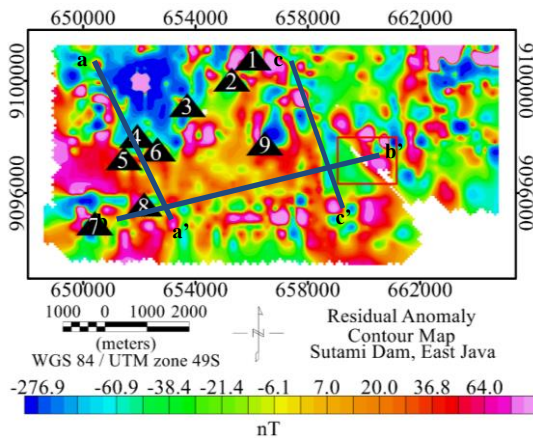 650000 654000 658000 662000
a c 1
9100000 9100000
2
3
4
5 6 9 b'
9096000 9096000
8
7 b a' c'
650000 654000 658000 662000
1000 0 1000 2000
(meters)
WGS 84 / UTM zone 49S
N
Residual Anomaly
Contour Map
Sutami Dam, East Java
-276.9 -60.9 -38.4 -21.4 -6.1 7.0 20.0 36.8 64.0
nT